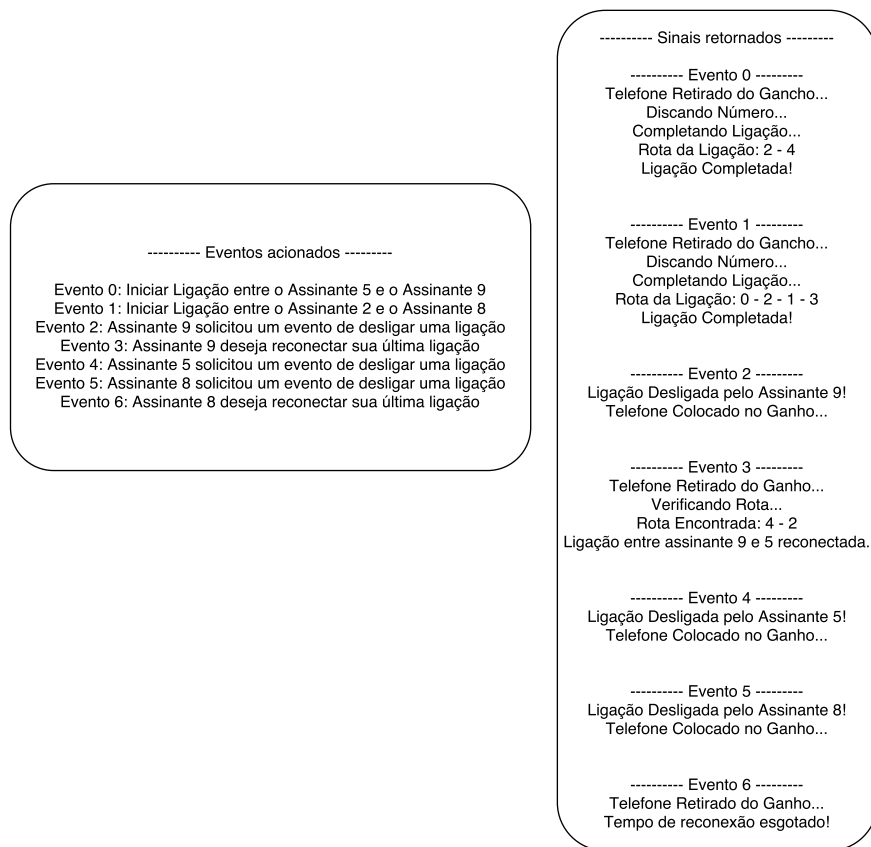 ---------- Eventos acionados ---------
Evento 0: Iniciar Ligação entre o Assinante 5 e o Assinante 9
Evento 1: Iniciar Ligação entre o Assinante 2 e o Assinante 8
Evento 2: Assinante 9 solicitou um evento de desligar uma ligação
Evento 3: Assinante 9 deseja reconectar sua última ligação
Evento 4: Assinante 5 solicitou um evento de desligar uma ligação
Evento 5: Assinante 8 solicitou um evento de desligar uma ligação
Evento 6: Assinante 8 deseja reconectar sua última ligação
---------- Sinais retornados ---------
---------- Evento 0 ---------
Telefone Retirado do Gancho...
Discando Número...
Completando Ligação...
Rota da Ligação: 2 - 4
Ligação Completada!
---------- Evento 1 ---------
Telefone Retirado do Gancho...
Discando Número...
Completando Ligação...
Rota da Ligação: 0 - 2 - 1 - 3
Ligação Completada!
---------- Evento 2 ---------
Ligação Desligada pelo Assinante 9!
Telefone Colocado no Ganho...
---------- Evento 3 ---------
Telefone Retirado do Ganho...
Verificando Rota...
Rota Encontrada: 4 - 2
Ligação entre assinante 9 e 5 reconectada.
---------- Evento 4 ---------
Ligação Desligada pelo Assinante 5!
Telefone Colocado no Ganho...
---------- Evento 5 ---------
Ligação Desligada pelo Assinante 8!
Telefone Colocado no Ganho...
---------- Evento 6 ---------
Telefone Retirado do Ganho...
Tempo de reconexão esgotado!